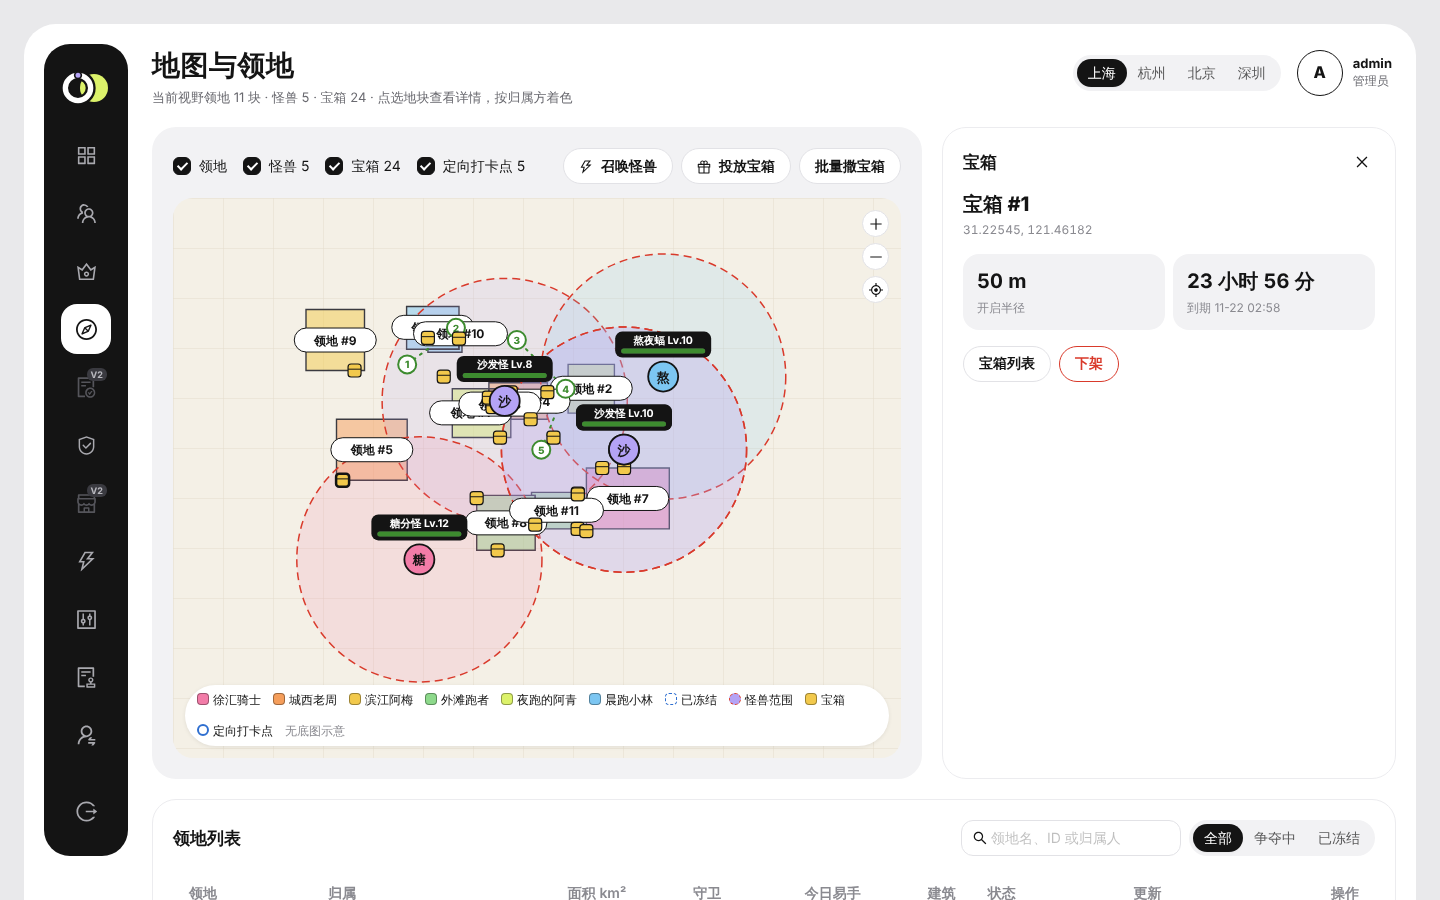 地图与领地
当前视野领地 11 块 · 怪兽 5 · 宝箱 24 · 点选地块查看详情，按归属方着色
上海 杭州 北京 深圳
A
admin
管理员
V2
V2
领地 怪兽 5 宝箱 24 定向打卡点 5
召唤怪兽 投放宝箱 批量撒宝箱
领地 #9
#10
2
3
1
熬夜蝠 Lv.10
熬
沙发怪 Lv.8
沙
4
领地 #2
沙发怪 Lv.10
沙
领地 #5
5
领地 #7
领地 #11
领地 #8
糖分怪 Lv.12
糖
徐汇骑士 城西老周 滨江阿梅 外滩跑者 夜跑的阿青 晨跑小林 已冻结 怪兽范围 宝箱
定向打卡点 无底图示意
宝箱
宝箱 #1
31.22545, 121.46182
50 m
开启半径
23 小时 56 分
到期 11-22 02:58
宝箱列表 下架
领地列表
领地名、ID 或归属人
全部 争夺中 已冻结
领地 归属 面积 km² 守卫 今日易手 建筑 状态 更新 操作